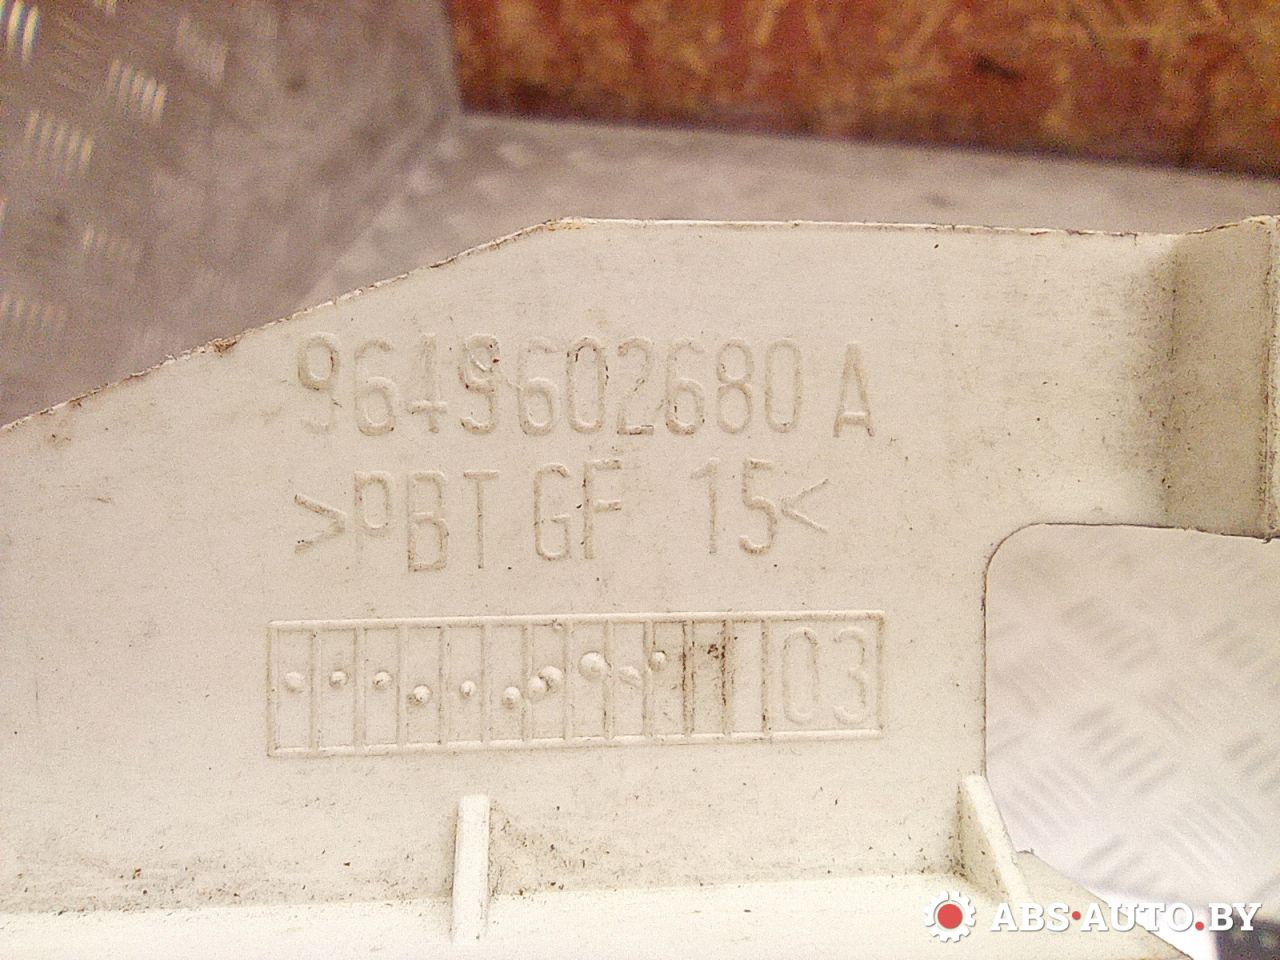 9649602680 A
>PBT GF 15<
03
ABS-AUTO.BY